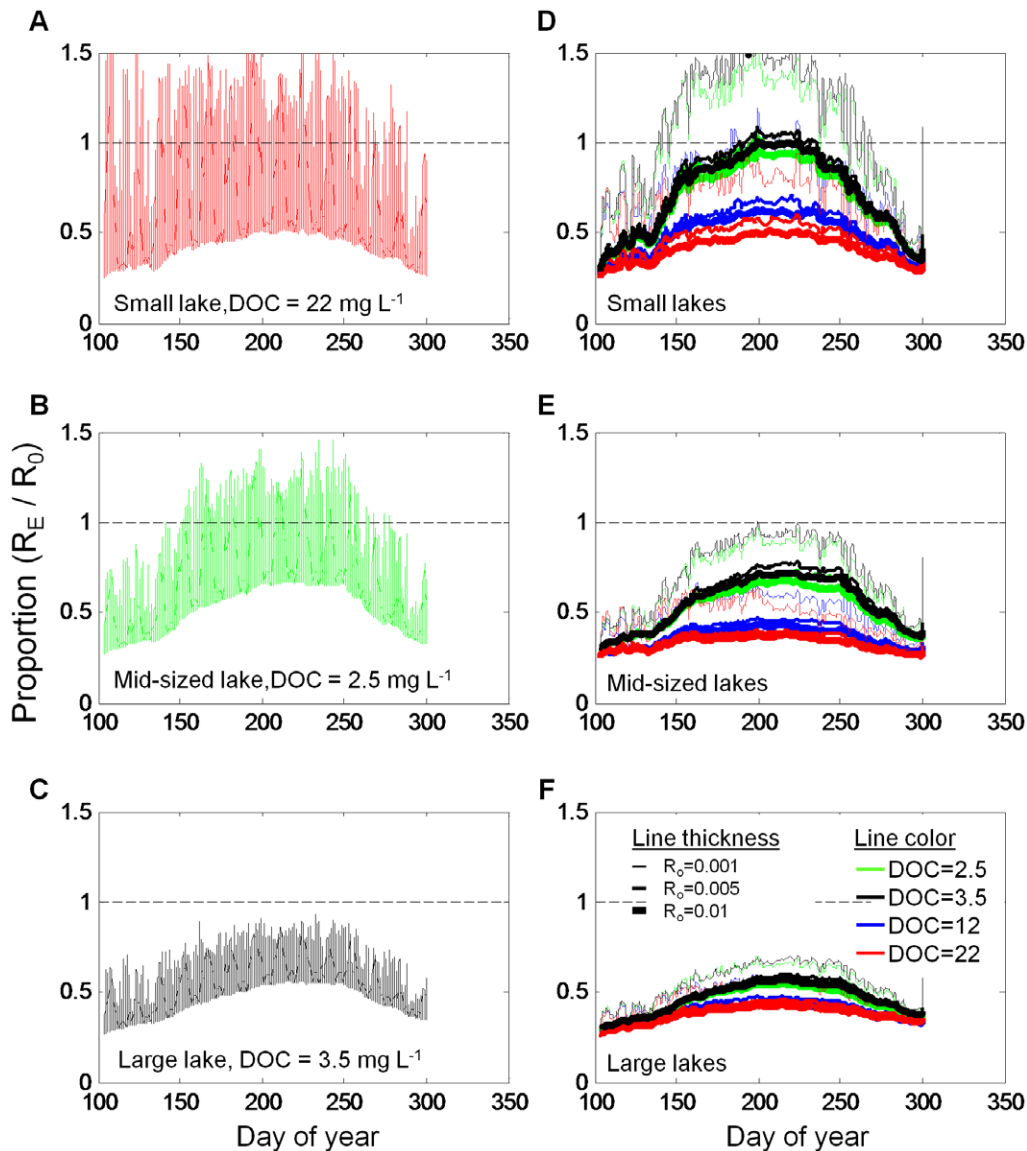 A
1.5
1
0.5
0
100 150 200 250 300 350
Small lake,DOC = 22 mg L-1
B
1.5
1
0.5
0
100 150 200 250 300 350
Mid-sized lake,DOC = 2.5 mg L-1
C
1.5
1
0.5
0
100 150 200 250 300 350
Large lake, DOC = 3.5 mg L-1
Proportion (RE / R0)
Day of year
D
1.5
1
0.5
0
100 150 200 250 300 350
Small lakes
E
1.5
1
0.5
0
100 150 200 250 300 350
Mid-sized lakes
F
1.5
1
0.5
0
100 150 200 250 300 350
Line thickness
Ro=0.001
Ro=0.005
Ro=0.01
Line color
DOC=2.5
DOC=3.5
DOC=12
DOC=22
Large lakes
Day of year